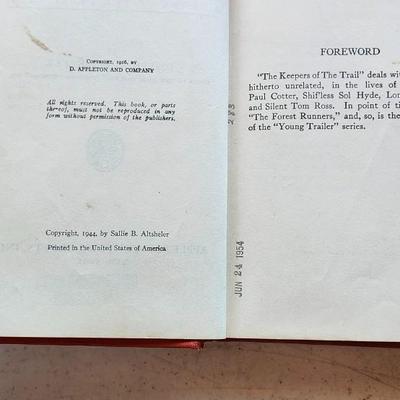 COPYRIGHT, 1916, BY
D. APPLETON AND COMPANY
All rights reserved. This book, or parts
thereof, must not be reproduced in any
form without permission of the publishers.
Copyright, 1944, by Sallie B. Altsheler
Printed in the United States of America
FOREWORD
"The Keepers of The Trail" deals wit
hitherto unrelated, in the lives of
Paul Cotter, Shif'less Sol Hyde, Lon
and Silent Tom Ross. In point of ti
"The Forest Runners," and, so, is the
of the "Young Trailer" series.
JUN 24 1954